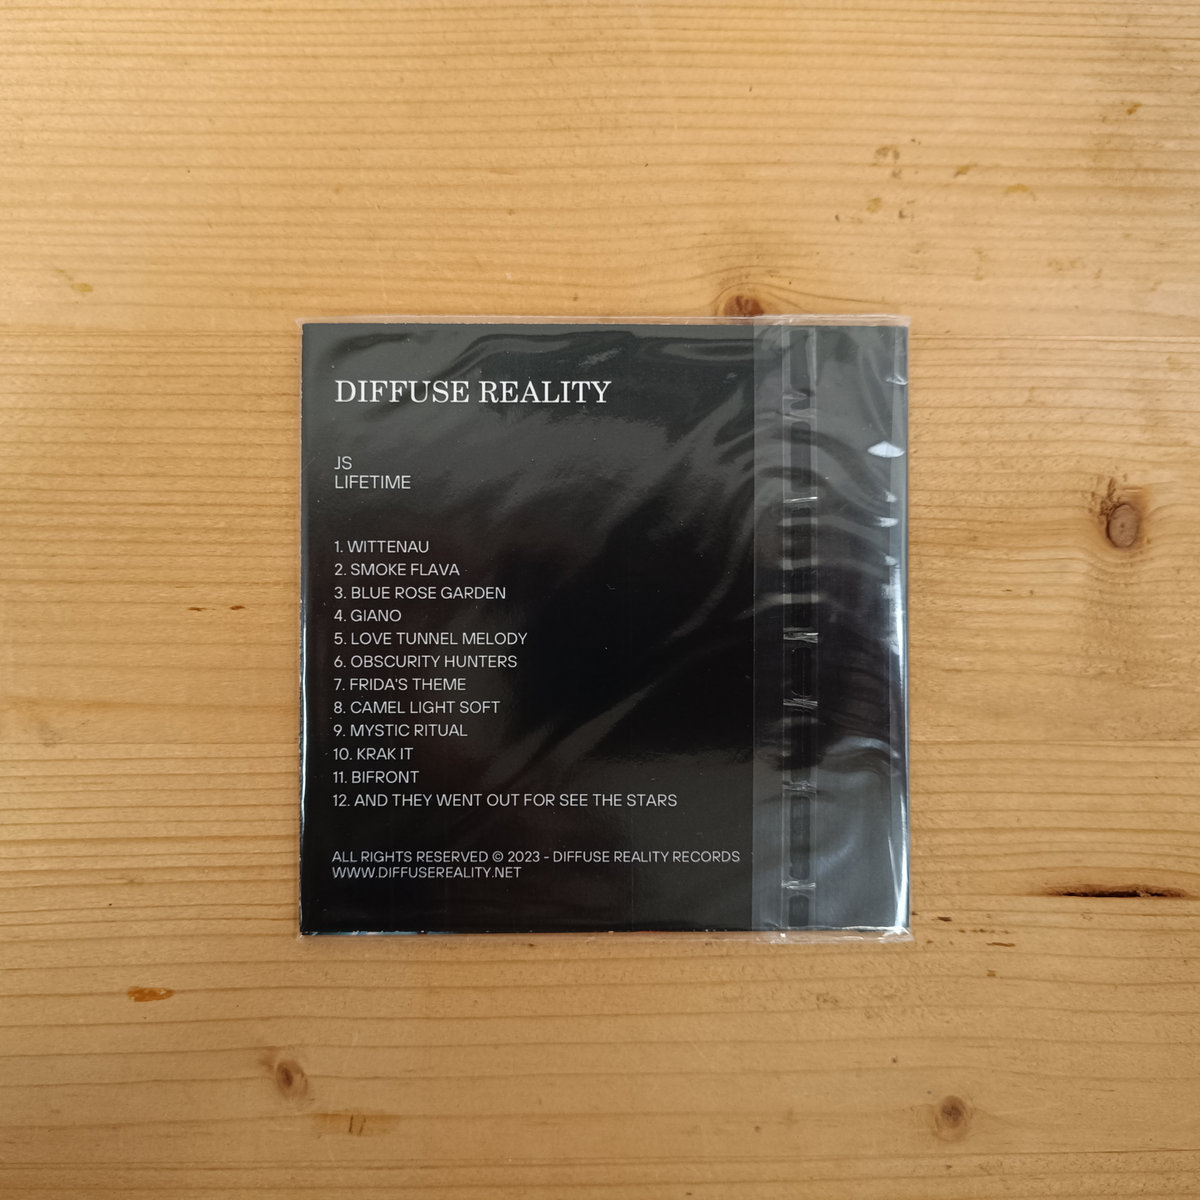 DIFFUSE REALITY
JS
LIFETIME
1. WITTENAU
2. SMOKE FLAVA
3. BLUE ROSE GARDEN
4. GIANO
5. LOVE TUNNEL MELODY
6. OBSCURITY HUNTERS
7. FRIDA'S THEME
8. CAMEL LIGHT SOFT
9. MYSTIC RITUAL
10. KRAK IT
11. BIFRONT
12. AND THEY WENT OUT FOR SEE THE STARS
ALL RIGHTS RESERVED © 2023 - DIFFUSE REALITY RECORDS
WWW.DIFFUSEREALITY.NET